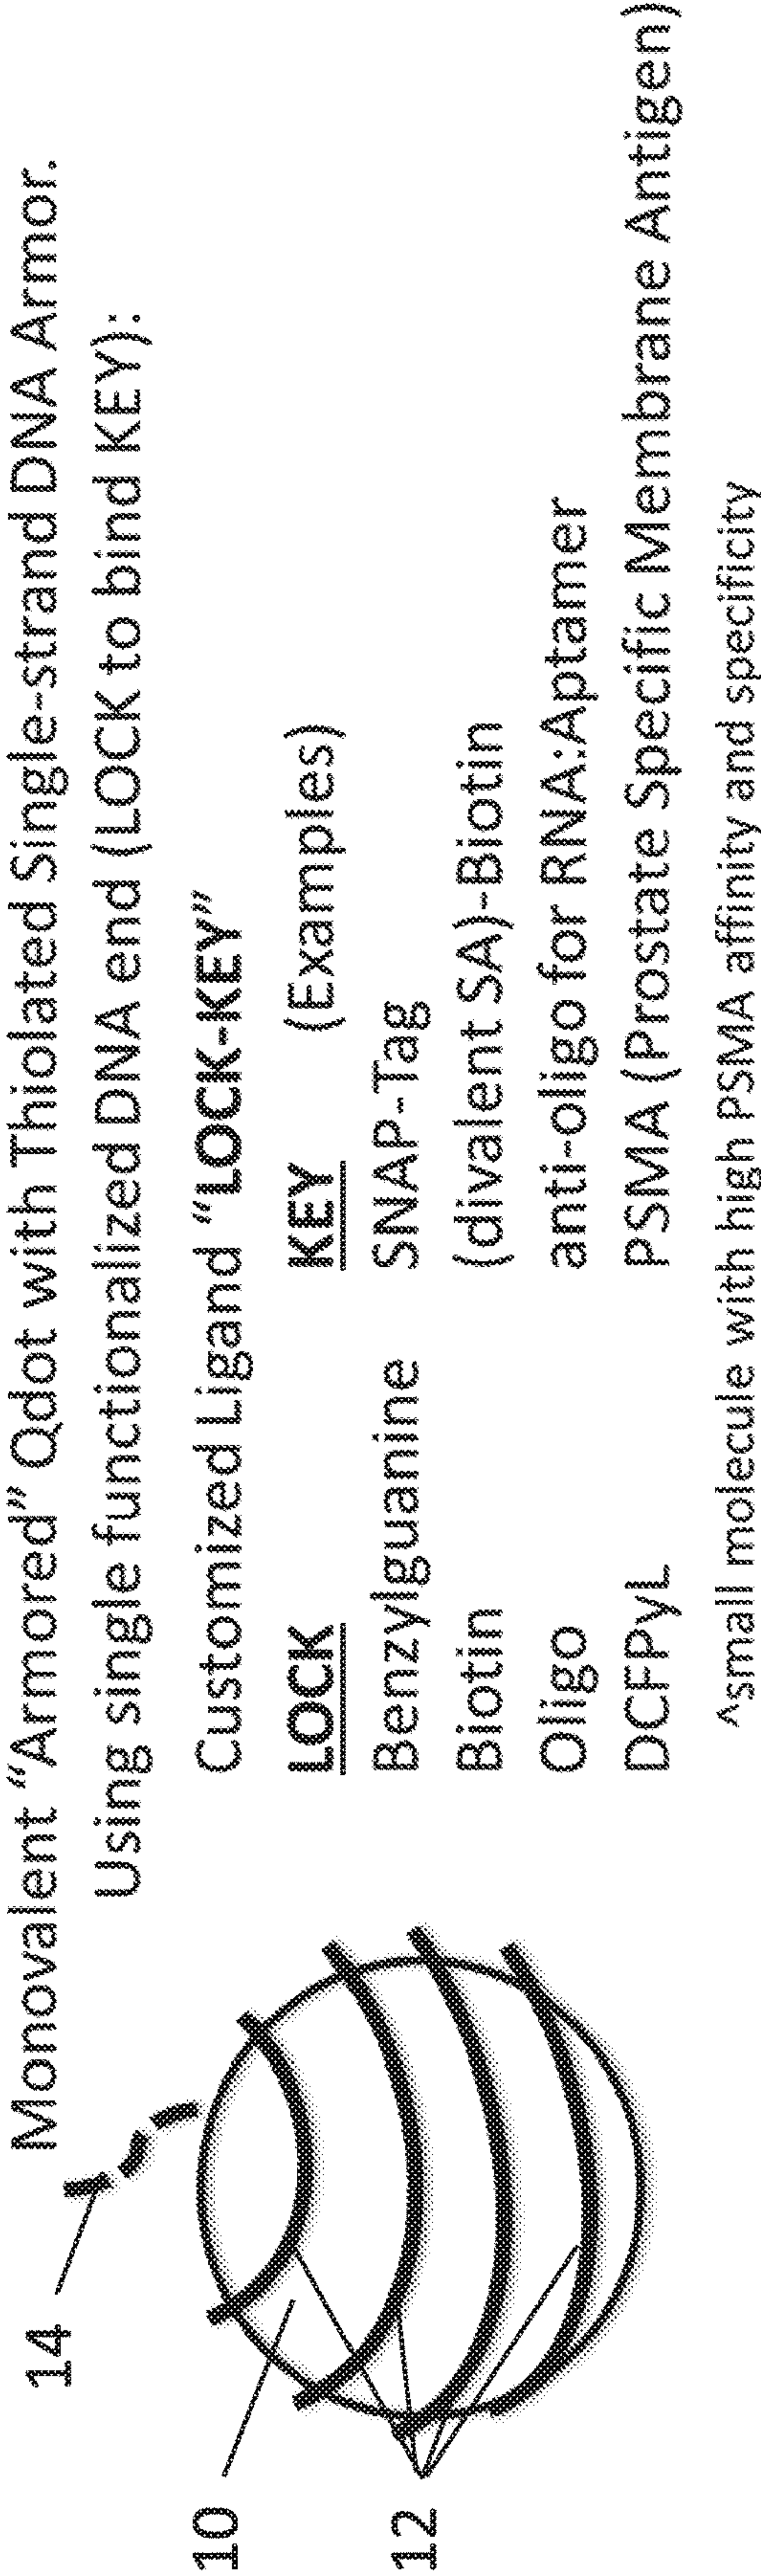 Monovalent “Armored” Qdot with Thiolated Single-strand DNA Armor.
Using single functionalized DNA end (LOCK to bind KEY):
Customized Ligand “LOCK-KEY”
LOCK KEY (Examples)
Benzylguanine SNAP-Tag
Biotin (divalent SA)-Biotin
Oligo anti-oligo for RNA:Aptamer
DCFPyL PSMA (Prostate Specific Membrane Antigen)
^small molecule with high PSMA affinity and specificity
14
10
12